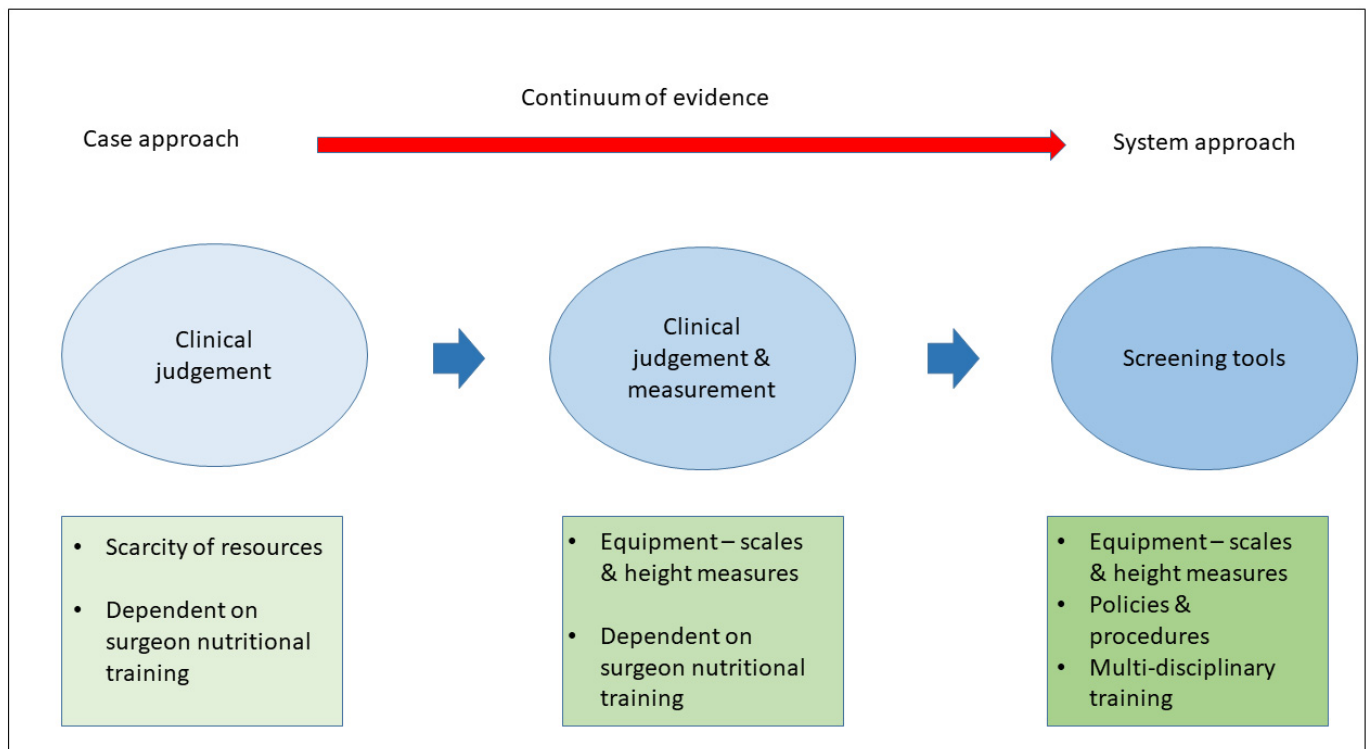 Continuum of evidence
Case approach
System approach
Clinical
judgement
Clinical
judgement &
measurement
Screening tools
• Scarcity of resources
• Dependent on
surgeon nutritional
training
• Equipment – scales
& height measures
• Dependent on
surgeon nutritional
training
• Equipment – scales
& height measures
• Policies &
procedures
• Multi-disciplinary
training